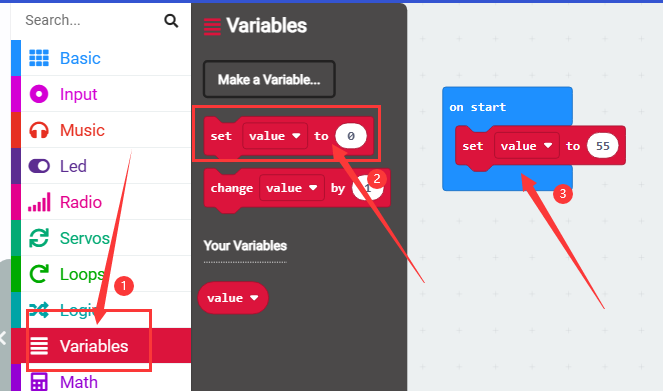 Search...
Basic
Input
Music
Led
Radio
Servos
Loops
Logic
Variables
Math
Variables
Make a Variable...
set value to 0
change value by 1
Your Variables
value
on start
set value to 55
1
2
3